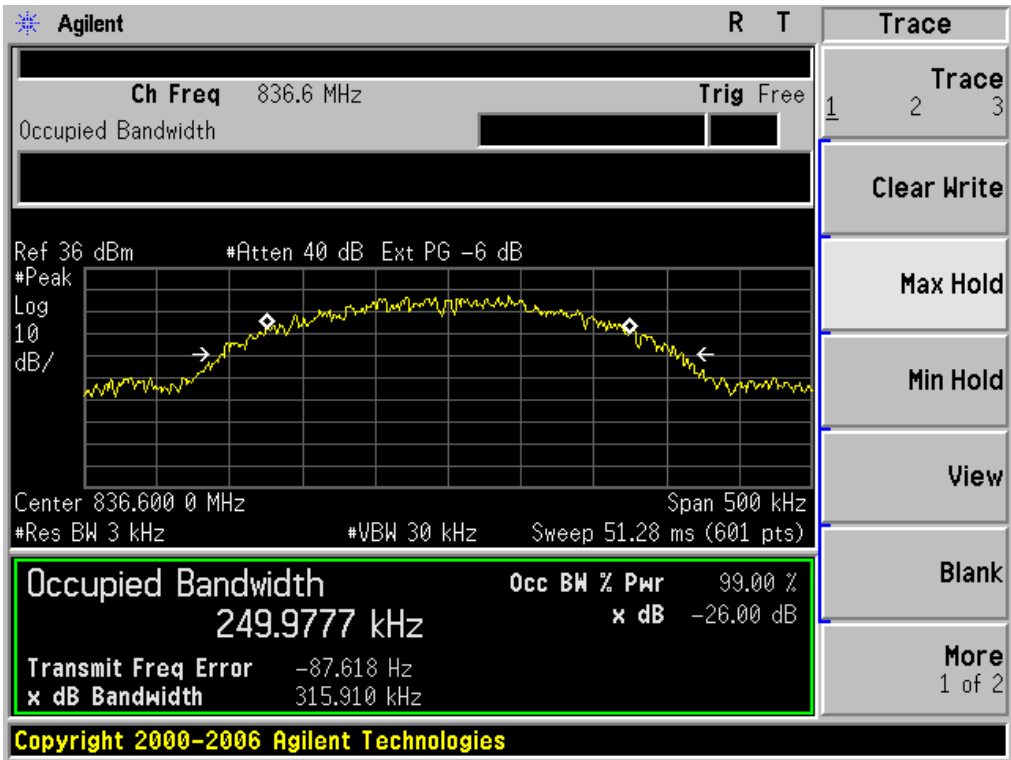 Agilent R T Trace
Ch Freq 836.6 MHz Trig Free
Occupied Bandwidth
Trace
1 2 3
Clear Write
Ref 36 dBm #Atten 40 dB Ext PG -6 dB
#Peak
Log
10
dB/
Max Hold
Min Hold
View
Center 836.600 0 MHz Span 500 kHz
#Res BW 3 kHz #VBW 30 kHz Sweep 51.28 ms (601 pts)
Occupied Bandwidth Occ BW % Pwr 99.00 %
249.9777 kHz x dB -26.00 dB
Transmit Freq Error -87.618 Hz
x dB Bandwidth 315.910 kHz
Blank
More
1 of 2
Copyright 2000-2006 Agilent Technologies